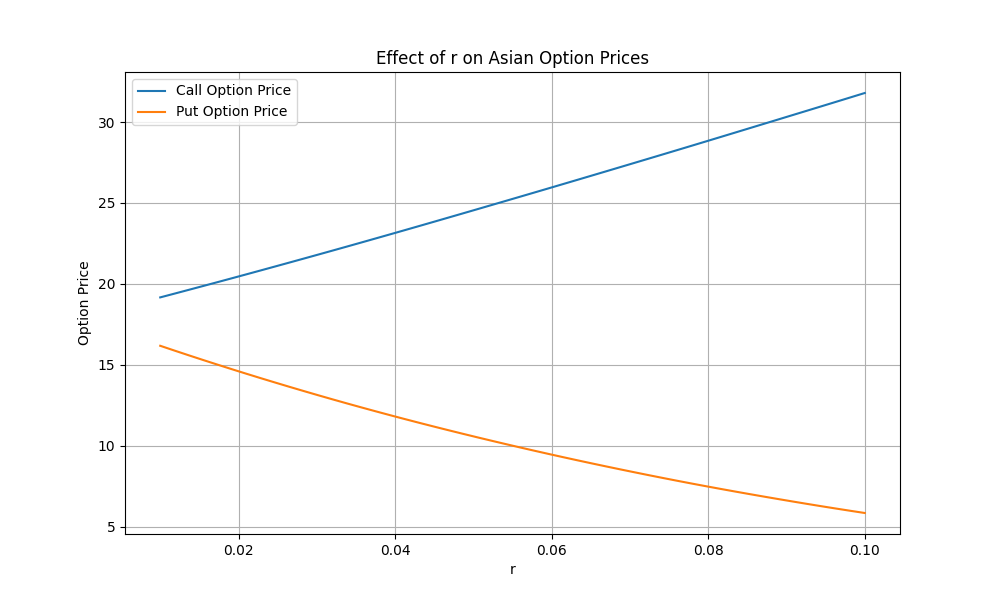 Effect of r on Asian Option Prices
Call Option Price
Put Option Price
Option Price
30
25
20
15
10
5
0.02 0.04 0.06 0.08 0.10
r